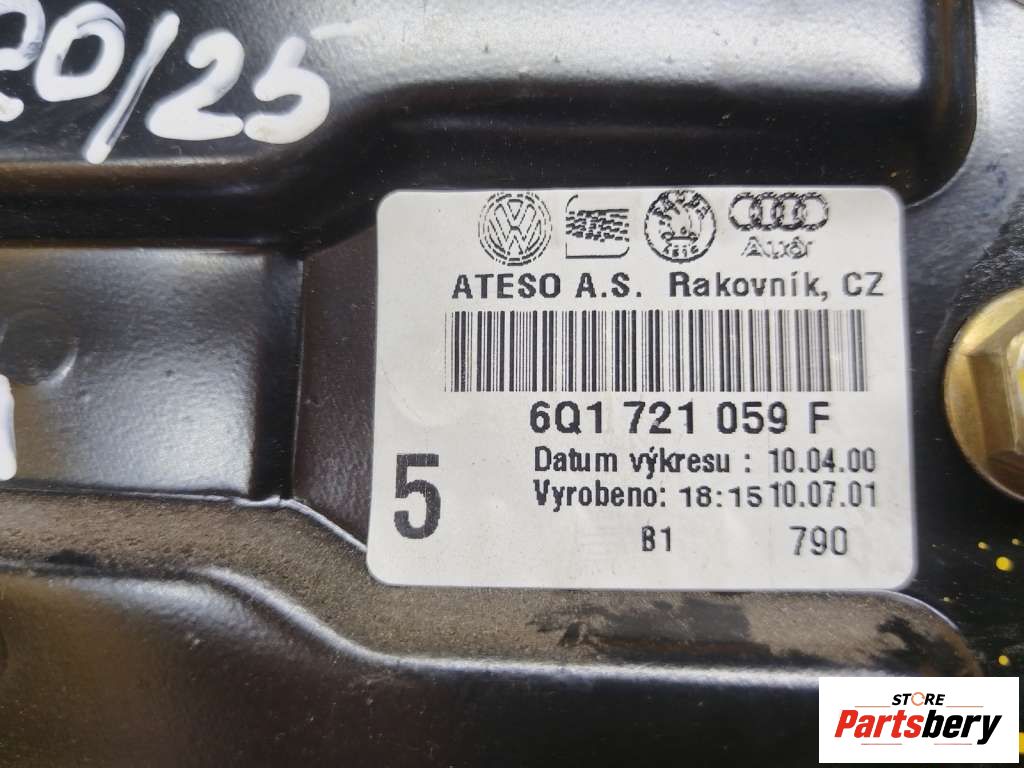 20/25
ATESO A.S. Rakovník, CZ
6Q1 721 059 F
5
Datum výkresu : 10.04.00
Vyrobeno: 18:15 10.07.01
B1 790
Audi
STORE
Partsbery